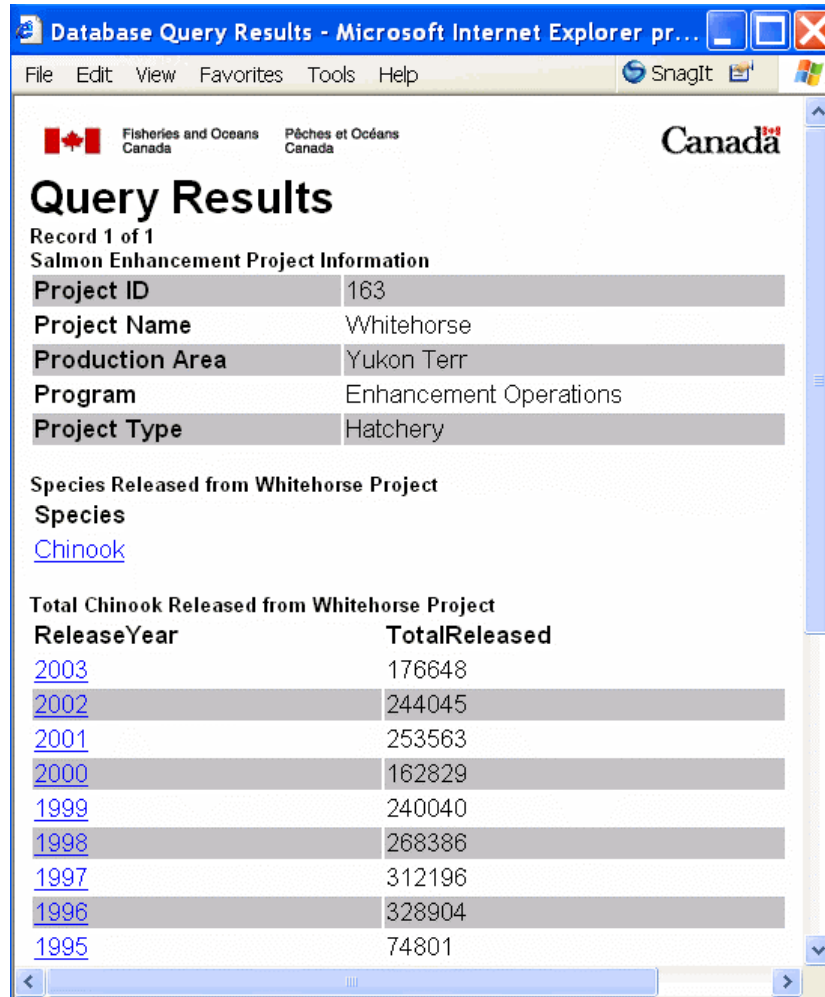 Database Query Results - Microsoft Internet Explorer pr...
File Edit View Favorites Tools Help SnagIt
Fisheries and Oceans Pêches et Océans
Canada Canada
Canada
Query Results
Record 1 of 1
Salmon Enhancement Project Information
Project ID 163
Project Name Whitehorse
Production Area Yukon Terr
Program Enhancement Operations
Project Type Hatchery
Species Released from Whitehorse Project
Species
Chinook
Total Chinook Released from Whitehorse Project
ReleaseYear TotalReleased
2003 176648
2002 244045
2001 253563
2000 162829
1999 240040
1998 268386
1997 312196
1996 328904
1995 74801